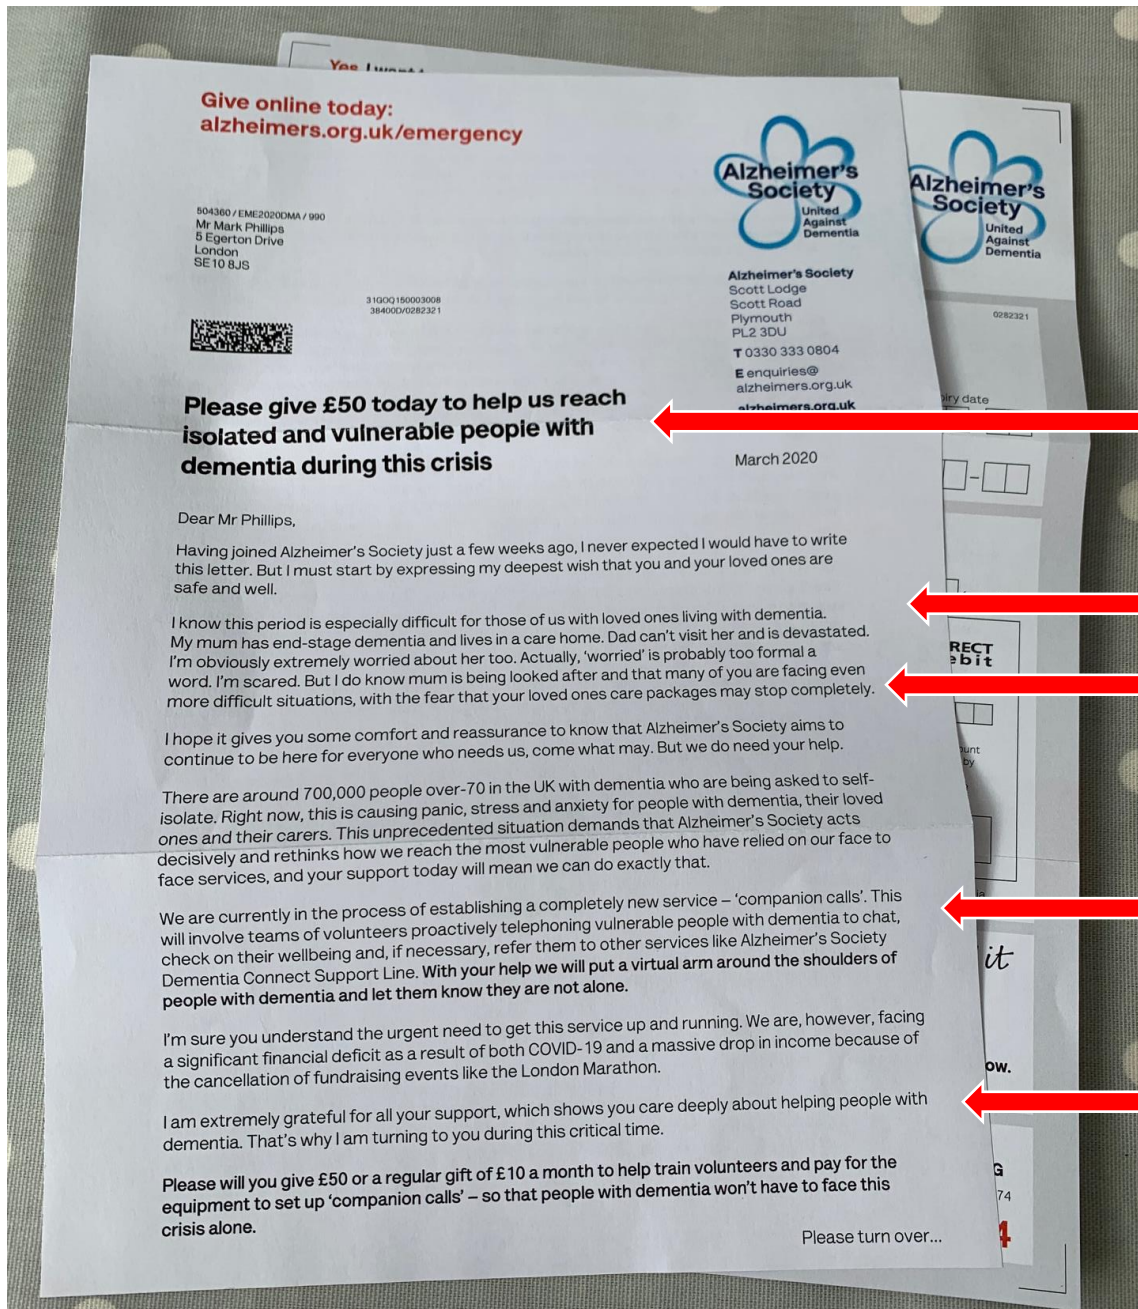 Yes I want
Give online today:
alzheimers.org.uk/emergency
504360 / EME2020DMA / 990
Mr Mark Phillips
5 Egerton Drive
London
SE10 8JS
31GOQ150003008
38400D/0282321
Alzheimer's
Society
United
Against
Dementia
Alzheimer's Society
Scott Lodge
Scott Road
Plymouth
PL2 3DU
T 0330 333 0804
E enquiries@
alzheimers.org.uk
alzheimers.org.uk
Please give £50 today to help us reach
isolated and vulnerable people with
dementia during this crisis
March 2020
Dear Mr Phillips,
Having joined Alzheimer's Society just a few weeks ago, I never expected I would have to write
this letter. But I must start by expressing my deepest wish that you and your loved ones are
safe and well.
I know this period is especially difficult for those of us with loved ones living with dementia.
My mum has end-stage dementia and lives in a care home. Dad can't visit her and is devastated.
I'm obviously extremely worried about her too. Actually, 'worried' is probably too formal a
word. I'm scared. But I do know mum is being looked after and that many of you are facing even
more difficult situations, with the fear that your loved ones care packages may stop completely.
I hope it gives you some comfort and reassurance to know that Alzheimer's Society aims to
continue to be here for everyone who needs us, come what may. But we do need your help.
There are around 700,000 people over-70 in the UK with dementia who are being asked to self-
isolate. Right now, this is causing panic, stress and anxiety for people with dementia, their loved
ones and their carers. This unprecedented situation demands that Alzheimer's Society acts
decisively and rethinks how we reach the most vulnerable people who have relied on our face to
face services, and your support today will mean we can do exactly that.
We are currently in the process of establishing a completely new service – 'companion calls'. This
will involve teams of volunteers proactively telephoning vulnerable people with dementia to chat,
check on their wellbeing and, if necessary, refer them to other services like Alzheimer's Society
Dementia Connect Support Line. With your help we will put a virtual arm around the shoulders of
people with dementia and let them know they are not alone.
I'm sure you understand the urgent need to get this service up and running. We are, however, facing
a significant financial deficit as a result of both COVID-19 and a massive drop in income because of
the cancellation of fundraising events like the London Marathon.
I am extremely grateful for all your support, which shows you care deeply about helping people with
dementia. That's why I am turning to you during this critical time.
Please will you give £50 or a regular gift of £10 a month to help train volunteers and pay for the
equipment to set up 'companion calls' – so that people with dementia won't have to face this
crisis alone.
Please turn over...
Alzheimer's
Society
United
Against
Dementia
0282321
piry date
RECT
ebit
ount
by
it
ow.
G
74
4